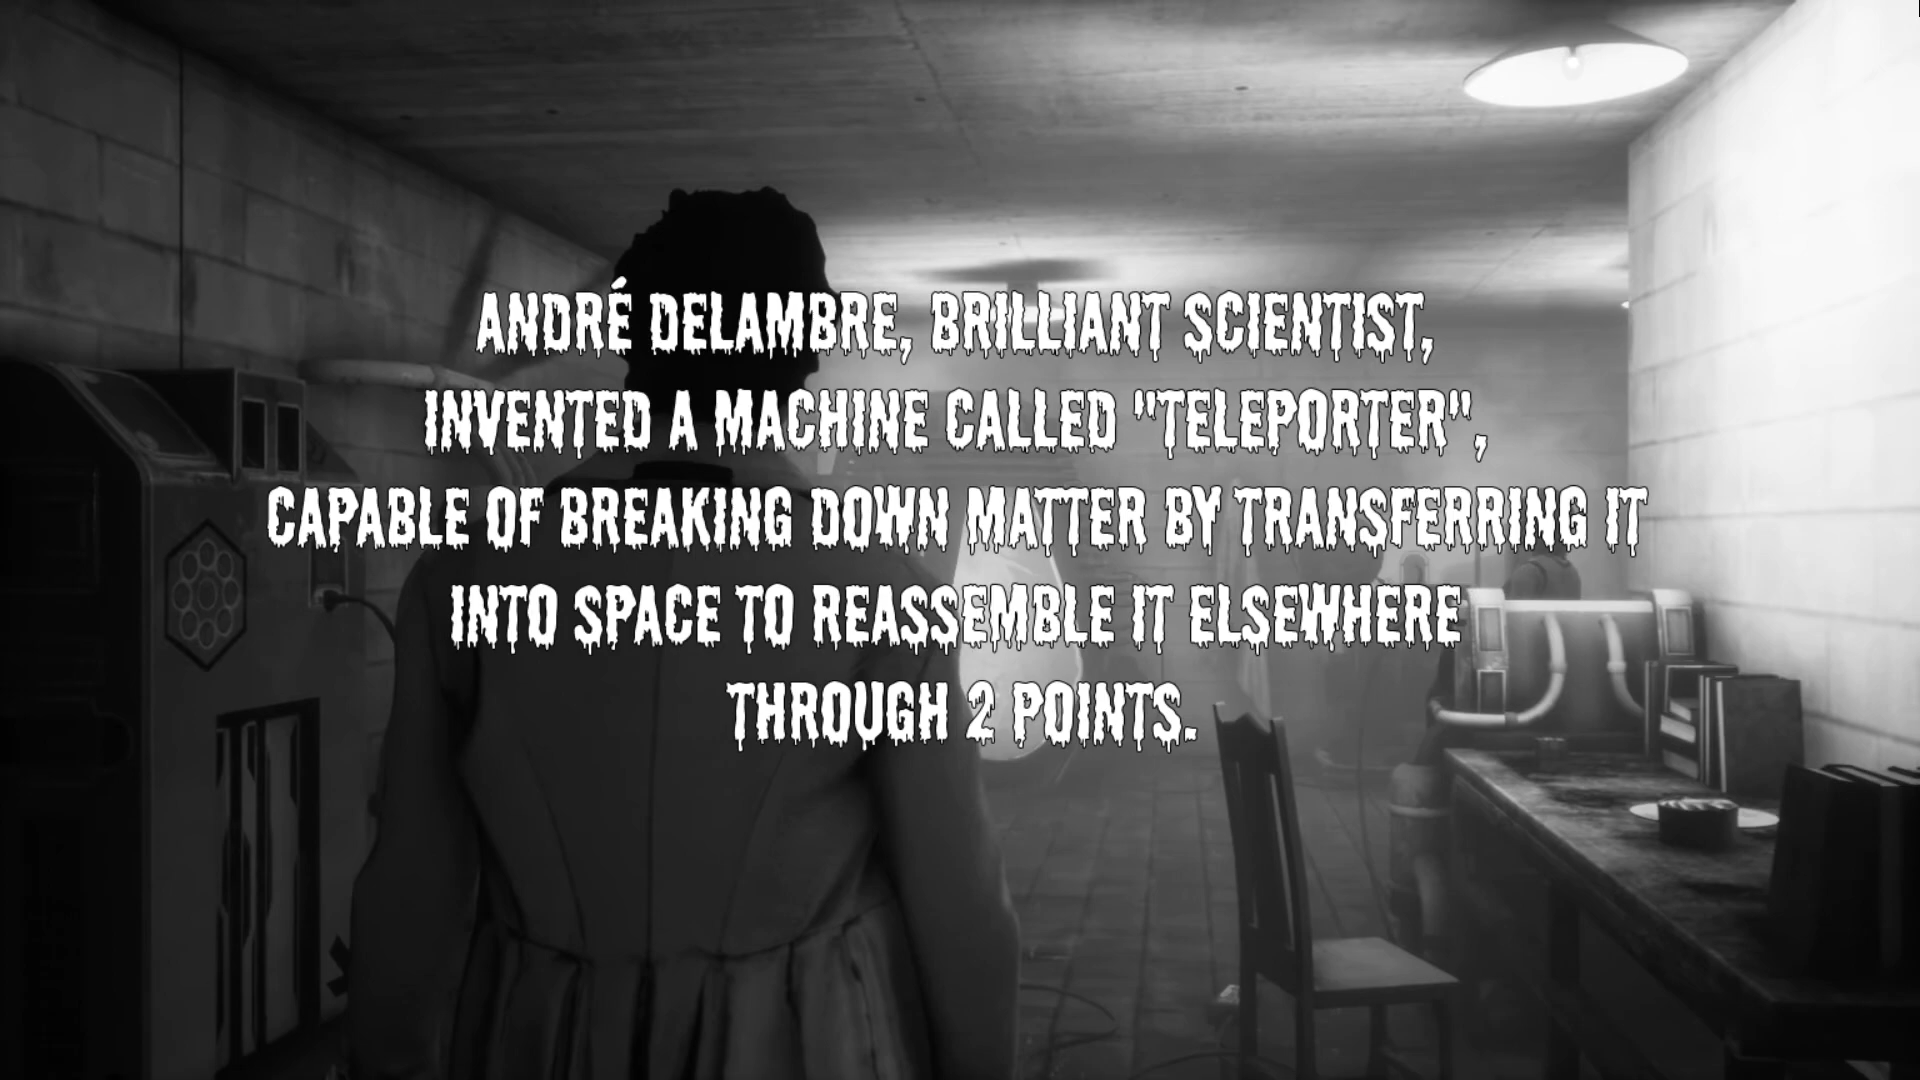 ANDRÉ DELAMBRE, BRILLIANT SCIENTIST,
INVENTED A MACHINE CALLED "TELEPORTER",
CAPABLE OF BREAKING DOWN MATTER BY TRANSFERRING IT
INTO SPACE TO REASSEMBLE IT ELSEWHERE
THROUGH 2 POINTS.